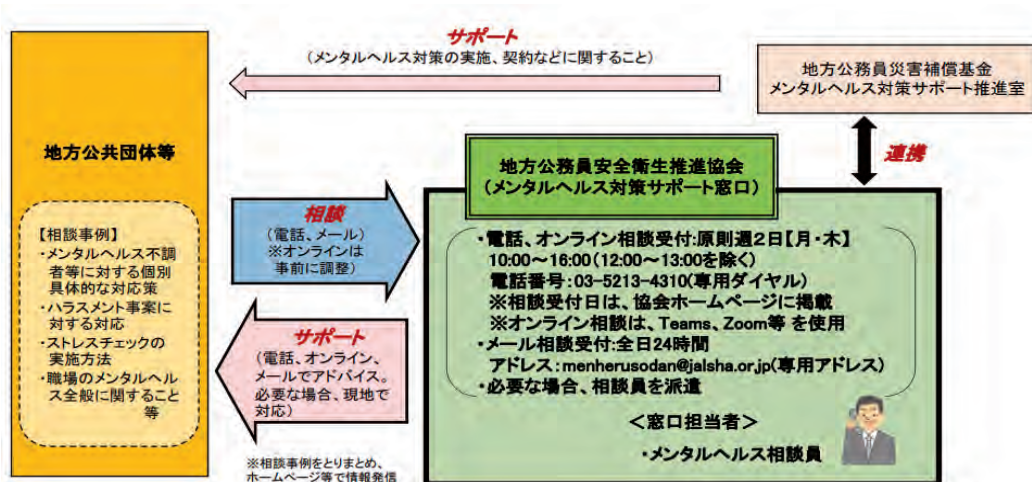 サポート
(メンタルヘルス対策の実施、契約などに関すること)
地方公務員災害補償基金
メンタルヘルス対策サポート推進室
連携
地方公共団体等
【相談事例】
・メンタルヘルス不調
者等に対する個別
具体的な対応策
・ハラスメント事案に
対する対応
・ストレスチェックの
実施方法
・職場のメンタルヘル
ス全般に関すること
等
相談
(電話、メール)
※オンラインは
事前に調整)
サポート
(電話、オンライン、
メールでアドバイス。
必要な場合、現地で
対応)
※相談事例をとりまとめ、
ホームページ等で情報発信
地方公務員安全衛生推進協会
(メンタルヘルス対策サポート窓口)
・電話、オンライン相談受付:原則週2日【月・木】
10:00~16:00(12:00~13:00を除く)
電話番号:03-5213-4310(専用ダイヤル)
※相談受付日は、協会ホームページに掲載
※オンライン相談は、Teams、Zoom等 を使用
・メール相談受付:全日24時間
アドレス:menherusodan@jalsha.or.jp(専用アドレス)
・必要な場合、相談員を派遣
<窓口担当者>
・メンタルヘルス相談員